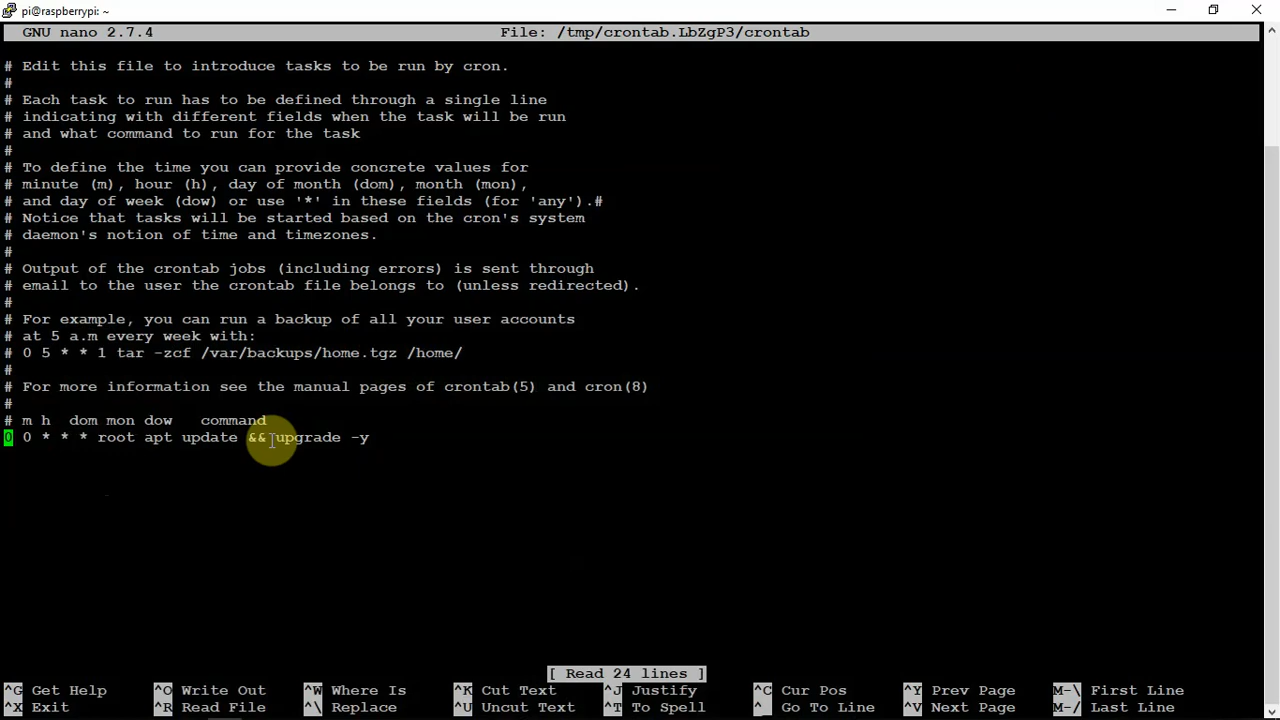 pi@raspberrypi: ~
GNU nano 2.7.4 File: /tmp/crontab.LbZgP3/crontab
# Edit this file to introduce tasks to be run by cron.
#
# Each task to run has to be defined through a single line
# indicating with different fields when the task will be run
# and what command to run for the task
#
# To define the time you can provide concrete values for
# minute (m), hour (h), day of month (dom), month (mon),
# and day of week (dow) or use '*' in these fields (for 'any').#
# Notice that tasks will be started based on the cron's system
# daemon's notion of time and timezones.
#
# Output of the crontab jobs (including errors) is sent through
# email to the user the crontab file belongs to (unless redirected).
#
# For example, you can run a backup of all your user accounts
# at 5 a.m every week with:
# 0 5 * * 1 tar -zcf /var/backups/home.tgz /home/
#
# For more information see the manual pages of crontab(5) and cron(8)
#
# m h  dom mon dow   command
0 0 * * * root apt update && upgrade -y
[ Read 24 lines ]
^G Get Help ^O Write Out ^W Where Is ^K Cut Text ^J Justify ^C Cur Pos ^Y Prev Page M-\ First Line
^X Exit ^R Read File ^\ Replace ^U Uncut Text ^T To Spell ^_ Go To Line ^V Next Page M-/ Last Line